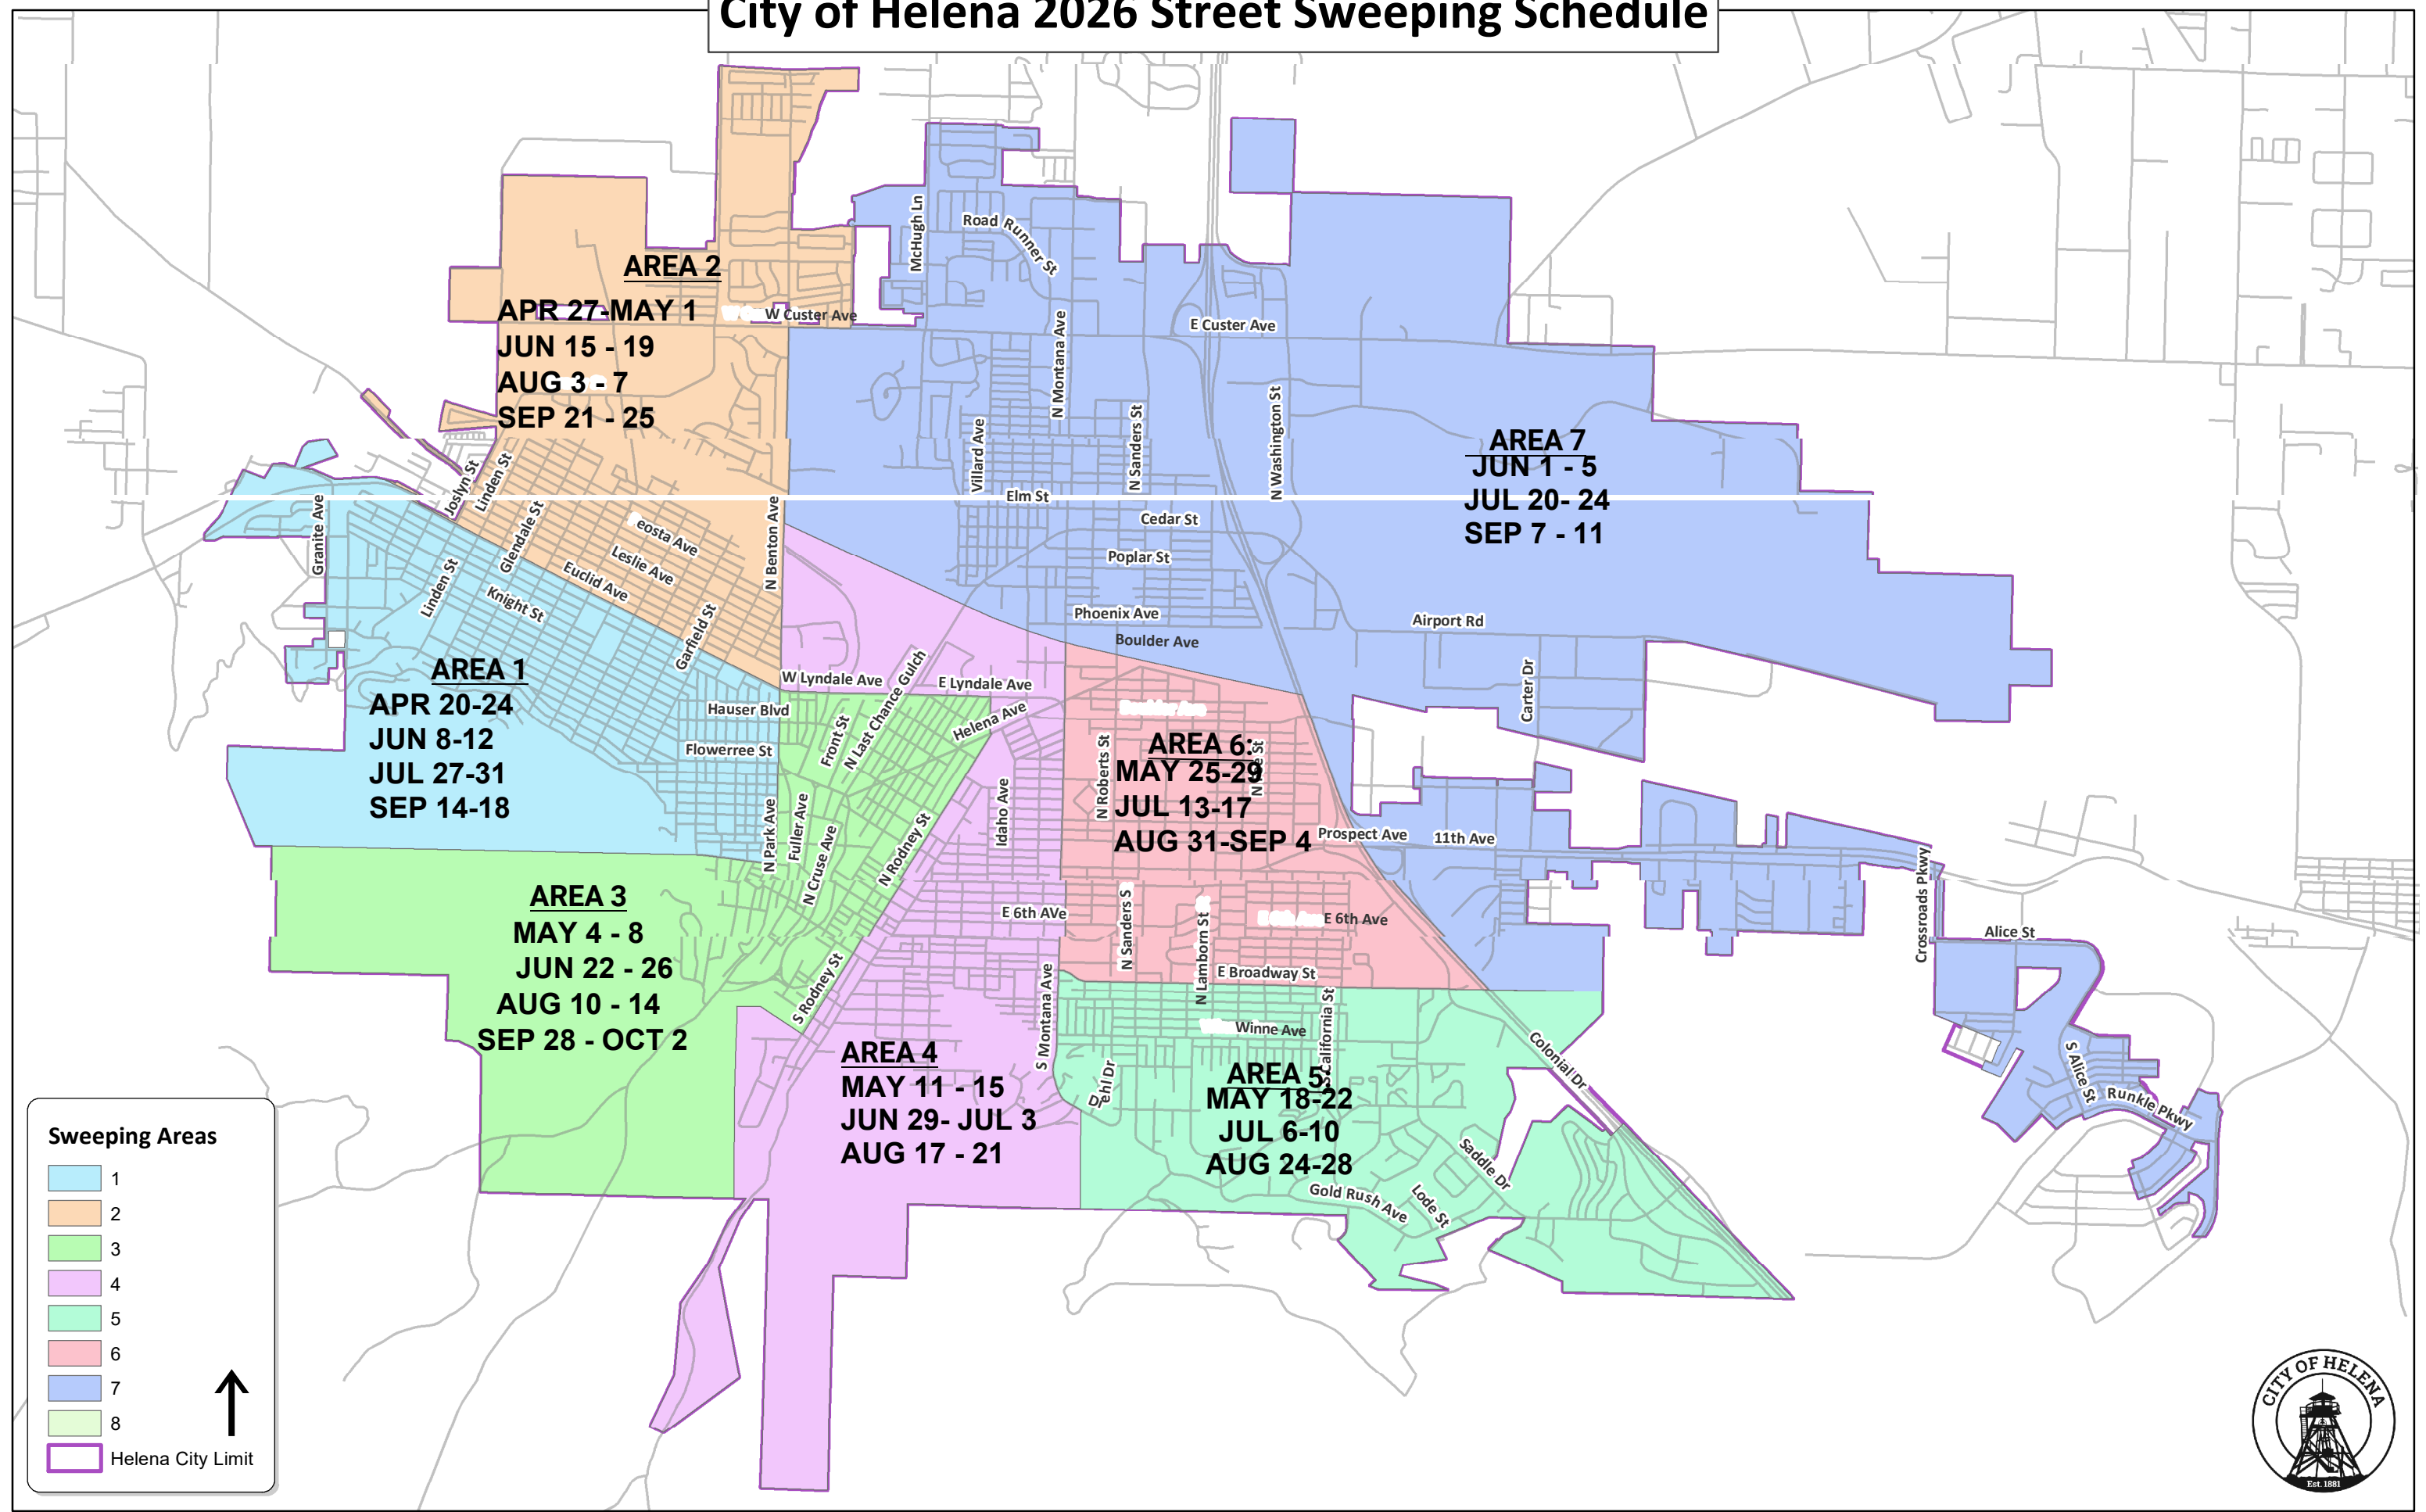 City of Helena 2026 Street Sweeping Schedule
McHugh Ln
Road Runner St
AREA 2
APR 27-MAY 1
JUN 15 - 19
AUG 3 - 7
SEP 21 - 25
W Custer Ave
E Custer Ave
N Montana Ave
Villard Ave
N Sanders St
N Washington St
AREA 7
JUN 1 - 5
JUL 20- 24
SEP 7 - 11
Joslyn St
Linden St
Granite Ave
Glendale St
eosta Ave
Leslie Ave
Euclid Ave
N Benton Ave
Elm St
Cedar St
Poplar St
Phoenix Ave
Boulder Ave
Airport Rd
Carter Dr
Linden St
Knight St
Garfield St
AREA 1
APR 20-24
JUN 8-12
JUL 27-31
SEP 14-18
W Lyndale Ave
E Lyndale Ave
Hauser Blvd
Flowerree St
Front St
N Last Chance Gulch
Helena Ave
N Park Ave
Fuller Ave
N Cruse Ave
N Rodney St
Idaho Ave
N Roberts St
AREA 6:
MAY 25-29
JUL 13-17
AUG 31-SEP 4
Prospect Ave
11th Ave
Crossroads Pkwy
AREA 3
MAY 4 - 8
JUN 22 - 26
AUG 10 - 14
SEP 28 - OCT 2
E 6th AVe
N Sanders S
N Lamborn St
E 6th Ave
E Broadway St
Alice St
S Rodney St
S Montana Ave
Winne Ave
S California St
Colonial Dr
AREA 4
MAY 11 - 15
JUN 29- JUL 3
AUG 17 - 21
AREA 5:
MAY 18-22
JUL 6-10
AUG 24-28
Saddle Dr
Gold Rush Ave
Lode St
S Alice St
Runkle Pkwy
Sweeping Areas
1
2
3
4
5
6
7
8
Helena City Limit
CITY OF HELENA
Est. 1881